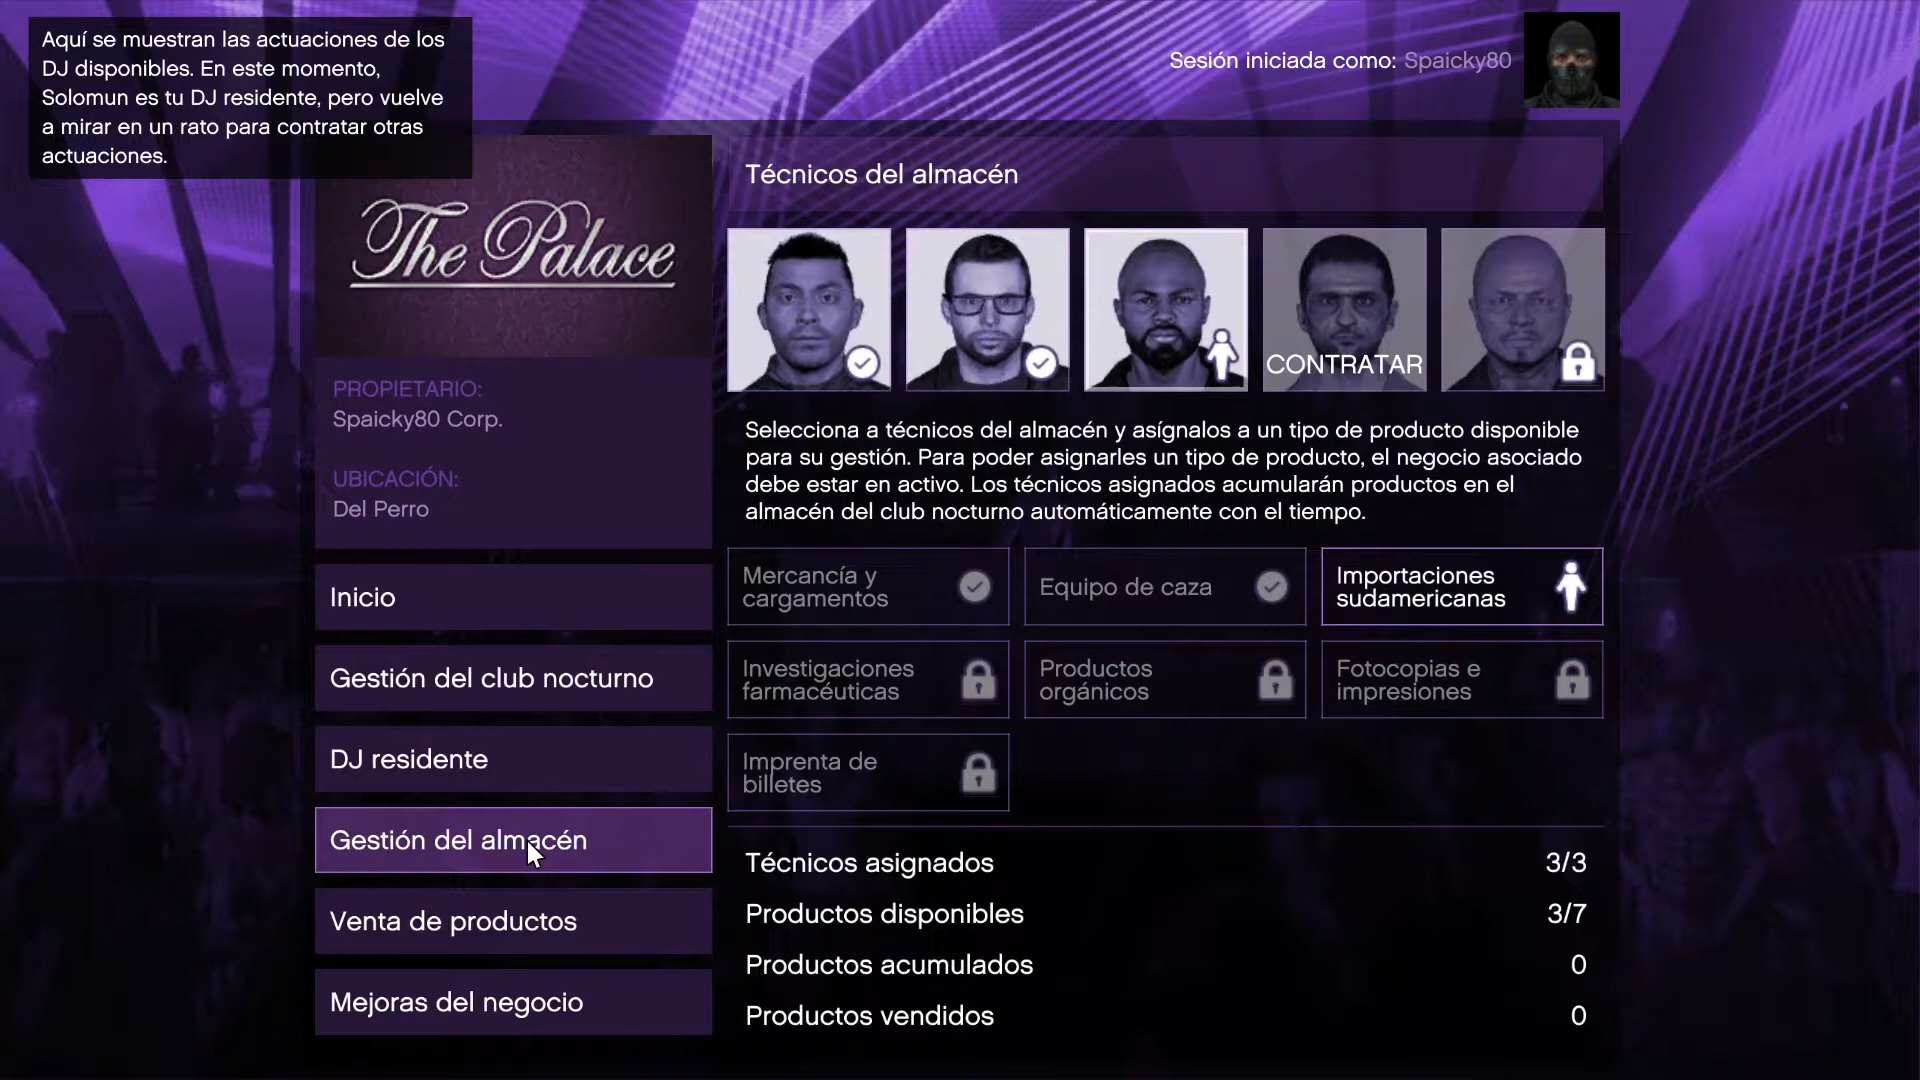 Aquí se muestran las actuaciones de los
DJ disponibles. En este momento,
Solomun es tu DJ residente, pero vuelve
a mirar en un rato para contratar otras
actuaciones.
Sesión iniciada como: Spaicky80
The Palace
PROPIETARIO:
Spaicky80 Corp.
UBICACIÓN:
Del Perro
Inicio
Gestión del club nocturno
DJ residente
Gestión del almacén
Venta de productos
Mejoras del negocio
Técnicos del almacén
CONTRATAR
Selecciona a técnicos del almacén y asígnalos a un tipo de producto disponible
para su gestión. Para poder asignarles un tipo de producto, el negocio asociado
debe estar en activo. Los técnicos asignados acumularán productos en el
almacén del club nocturno automáticamente con el tiempo.
Mercancía y
cargamentos
Equipo de caza
Importaciones
sudamericanas
Investigaciones
farmacéuticas
Productos
orgánicos
Fotocopias e
impresiones
Imprenta de
billetes
Técnicos asignados 3/3
Productos disponibles 3/7
Productos acumulados 0
Productos vendidos 0